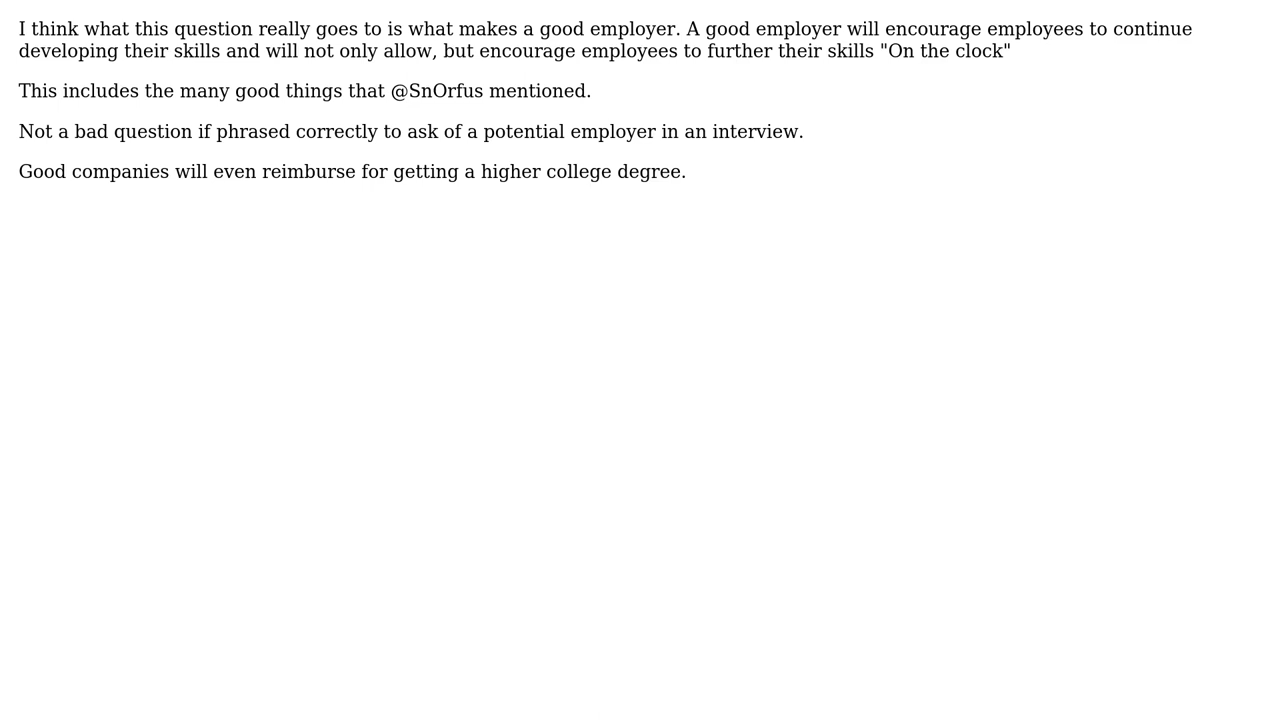 I think what this question really goes to is what makes a good employer. A good employer will encourage employees to continue
developing their skills and will not only allow, but encourage employees to further their skills "On the clock"
This includes the many good things that @SnOrfus mentioned.
Not a bad question if phrased correctly to ask of a potential employer in an interview.
Good companies will even reimburse for getting a higher college degree.